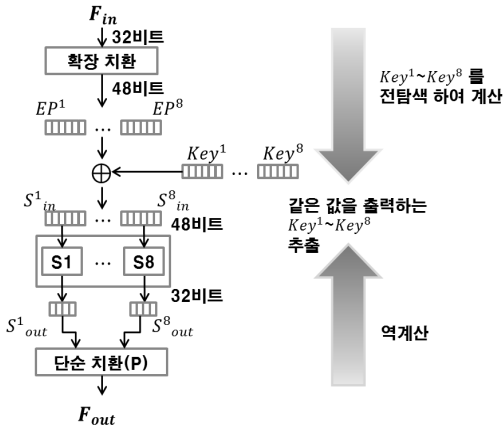 F_in
32비트
확장 치환
48비트
EP^1 ... EP^8
Key^1 ... Key^8
S^1_in S^8_in
... 48비트
S1 ... S8
32비트
S^1_out S^8_out
단순 치환(P)
F_out
Key^1~Key^8 를
전탐색 하여 계산
같은 값을 출력하는
Key^1~Key^8
추출
역계산